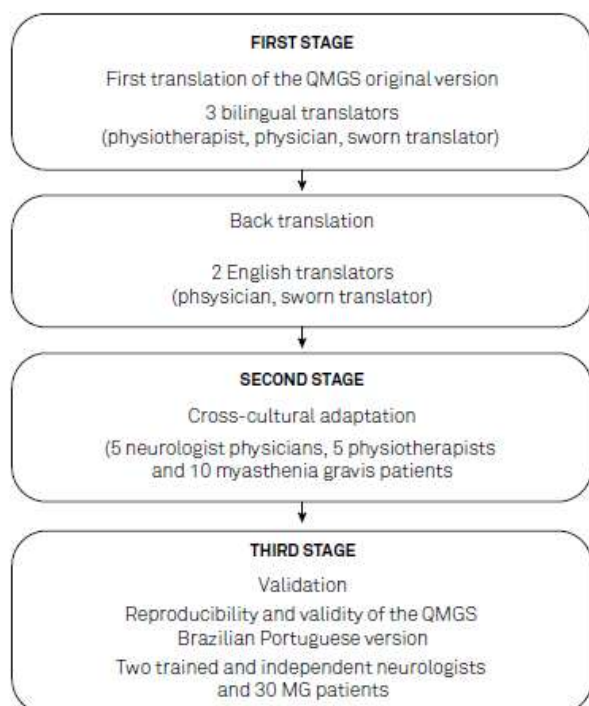 FIRST STAGE
First translation of the QMGS original version
3 bilingual translators
(physiotherapist, physician, sworn translator)
Back translation
2 English translators
(phsysician, sworn translator)
SECOND STAGE
Cross-cultural adaptation
(5 neurologist physicians, 5 physiotherapists
and 10 myasthenia gravis patients
THIRD STAGE
Validation
Reproducibility and validity of the QMGS
Brazilian Portuguese version
Two trained and independent neurologists
and 30 MG patients